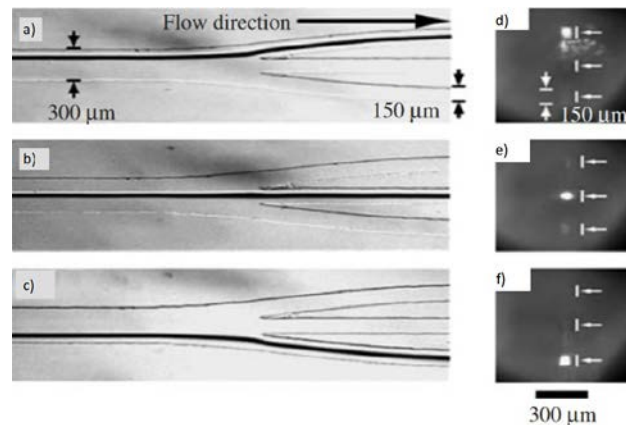 a)
Flow direction
300 μm
150 μm
b)
c)
d)
150 μm
e)
f)
300 μm